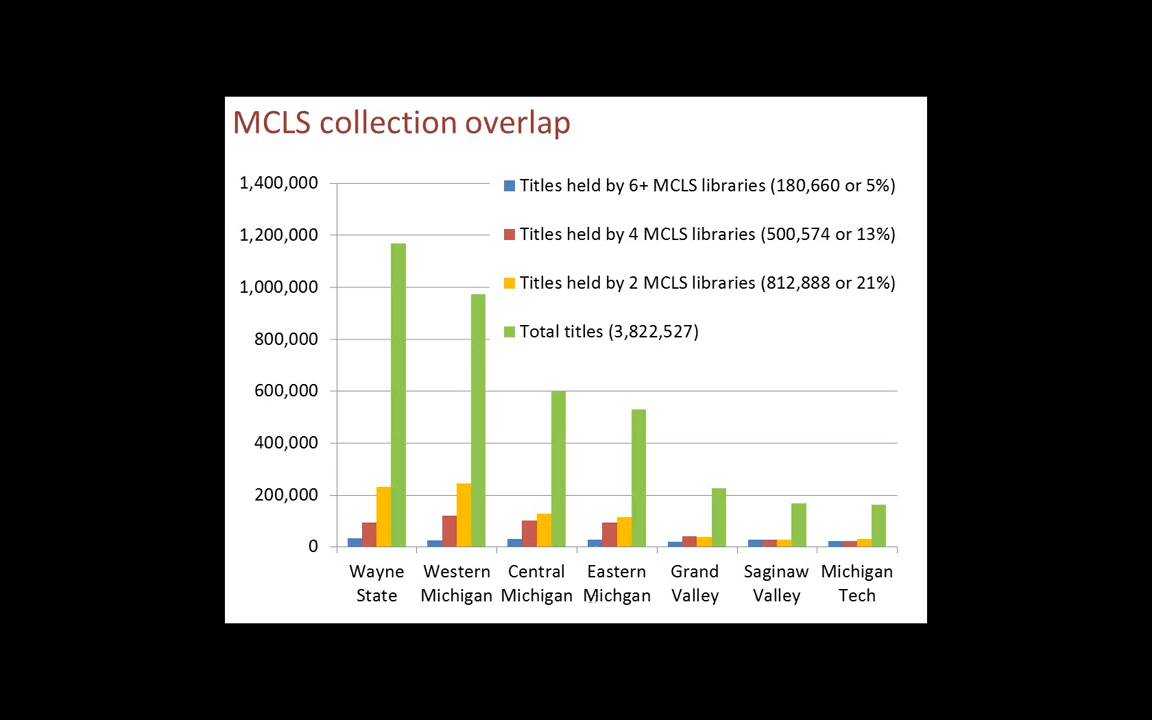 MCLS collection overlap
1,400,000
1,200,000
1,000,000
800,000
600,000
400,000
200,000
0
Titles held by 6+ MCLS libraries (180,660 or 5%)
Titles held by 4 MCLS libraries (500,574 or 13%)
Titles held by 2 MCLS libraries (812,888 or 21%)
Total titles (3,822,527)
Wayne State
Western Michigan
Central Michigan
Eastern Michgan
Grand Valley
Saginaw Valley
Michigan Tech